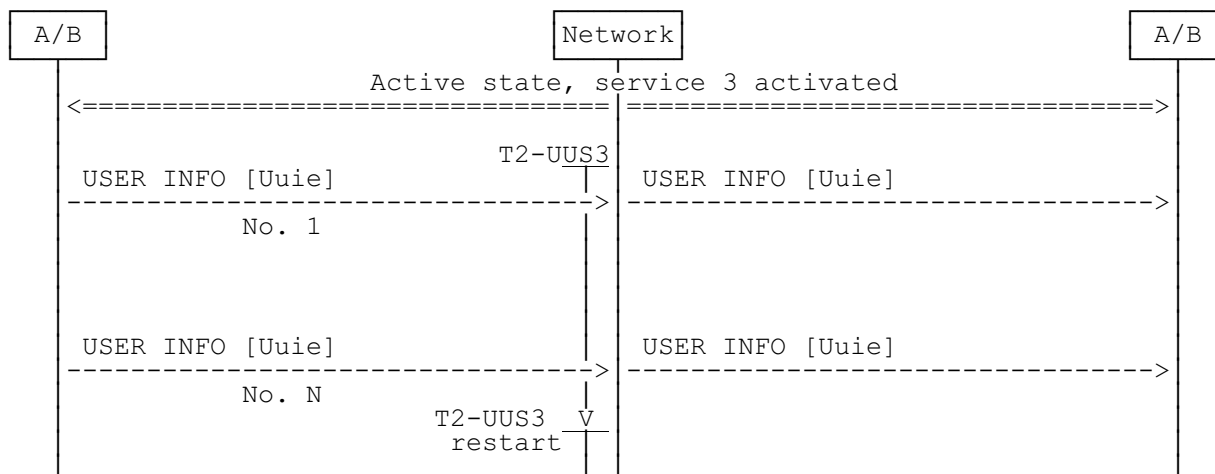 A/B Network A/B
Active state, service 3 activated
<================================ =================================>
T2-UUS3
USER INFO [Uuie] USER INFO [Uuie]
---------------------------------> --------------------------------->
No. 1
USER INFO [Uuie] USER INFO [Uuie]
---------------------------------> --------------------------------->
No. N
T2-UUS3 V
restart